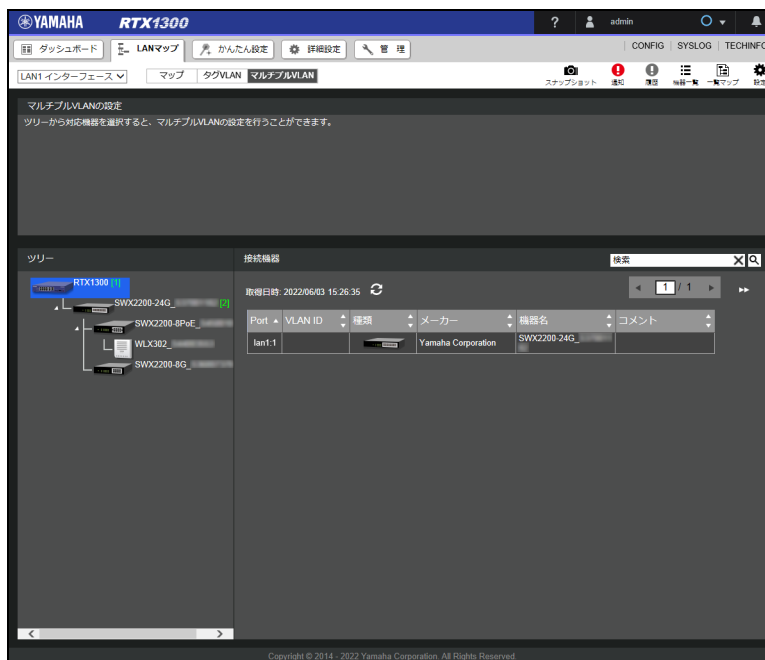 YAMAHA RTX1300 ? admin
ダッシュボード LANマップ かんたん設定 詳細設定 管 理 CONFIG SYSLOG TECHINFO
LAN1 インターフェース マップ タグVLAN マルチプルVLAN スナップショット 通知 履歴 機器一覧 一覧マップ 設定
マルチプルVLANの設定
ツリーから対応機器を選択すると、マルチプルVLANの設定を行うことができます。
ツリー 接続機器 検索
RTX1300 [1]
取得日時: 2022/06/03 15:26:35 1 / 1
SWX2200-24G_ [2]
SWX2200-8PoE_
WLX302_
SWX2200-8G_
Port VLAN ID 種類 メーカー 機器名 コメント
lan1:1 Yamaha Corporation SWX2200-24G_
Copyright © 2014 - 2022 Yamaha Corporation. All Rights Reserved.